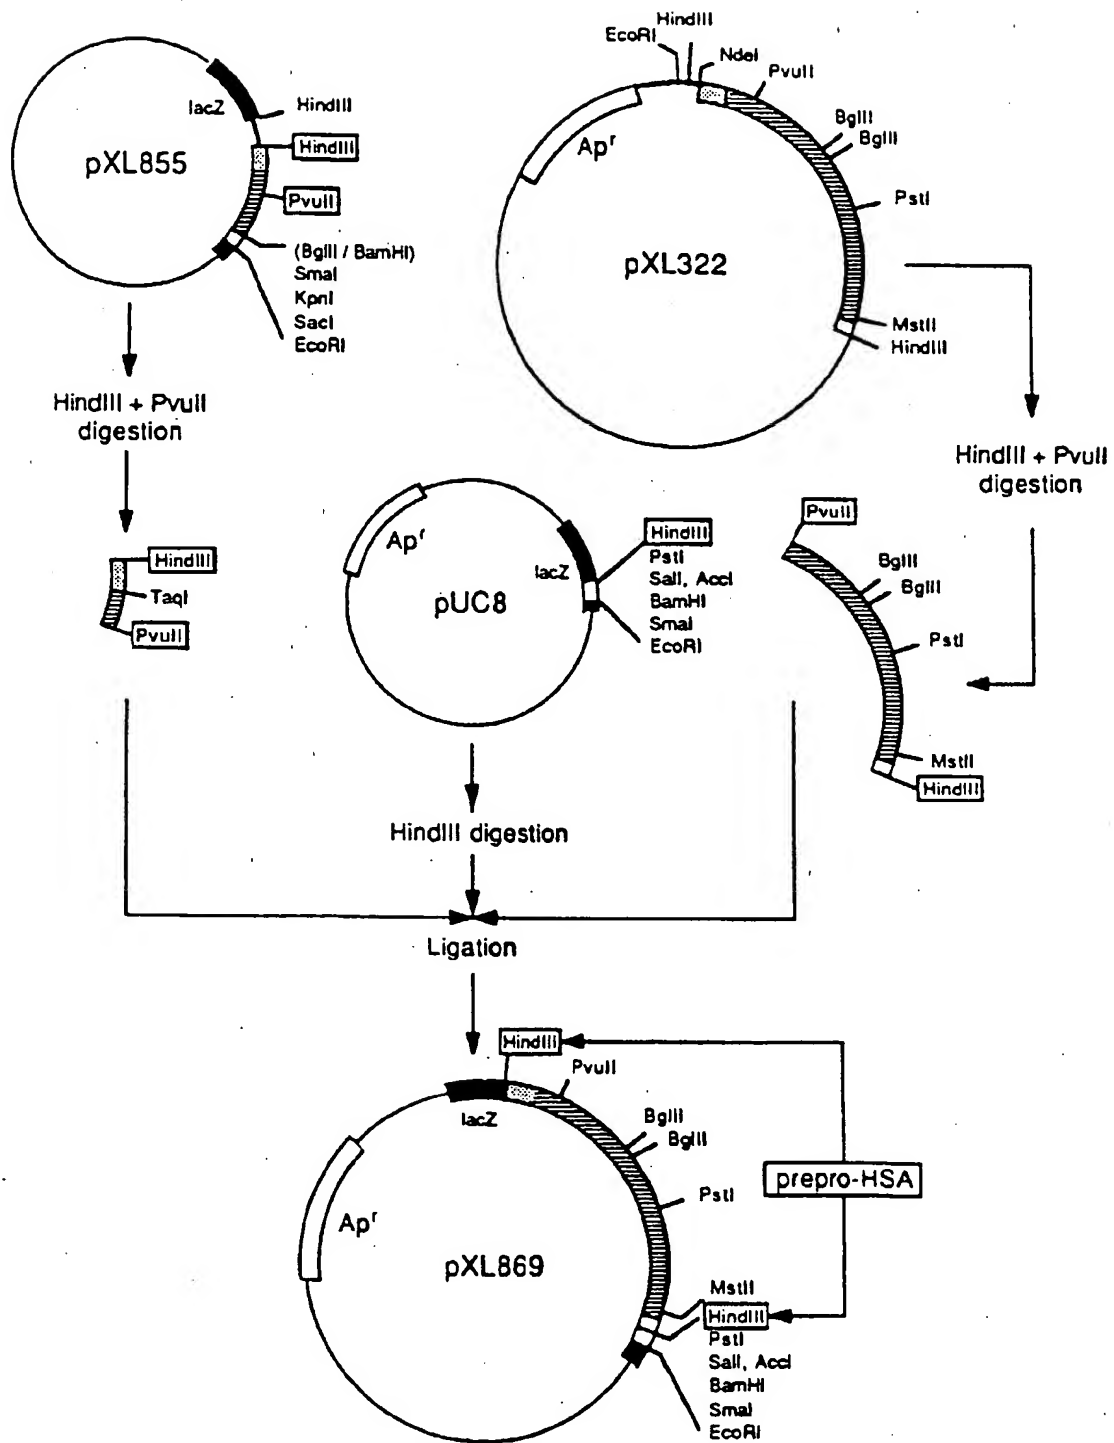 lacZ
HindIII
HindIII
pXL855
PvuII
(BglII / BamHI)
SmaI
KpnI
SacI
EcoRI
HindIII
EcoRI
NdeI
PvuII
Ap^r
BglII
BglII
PstI
pXL322
MstII
HindIII
HindIII + PvuII
digestion
HindIII + PvuII
digestion
HindIII
TaqI
PvuII
Ap^r
lacZ
pUC8
HindIII
PstI
SalI, AccI
BamHI
SmaI
EcoRI
PvuII
BglII
BglII
PstI
MstII
HindIII
HindIII digestion
Ligation
HindIII
PvuII
lacZ
BglII
BglII
PstI
prepro-HSA
Ap^r
pXL869
MstII
HindIII
PstI
SalI, AccI
BamHI
SmaI
EcoRI